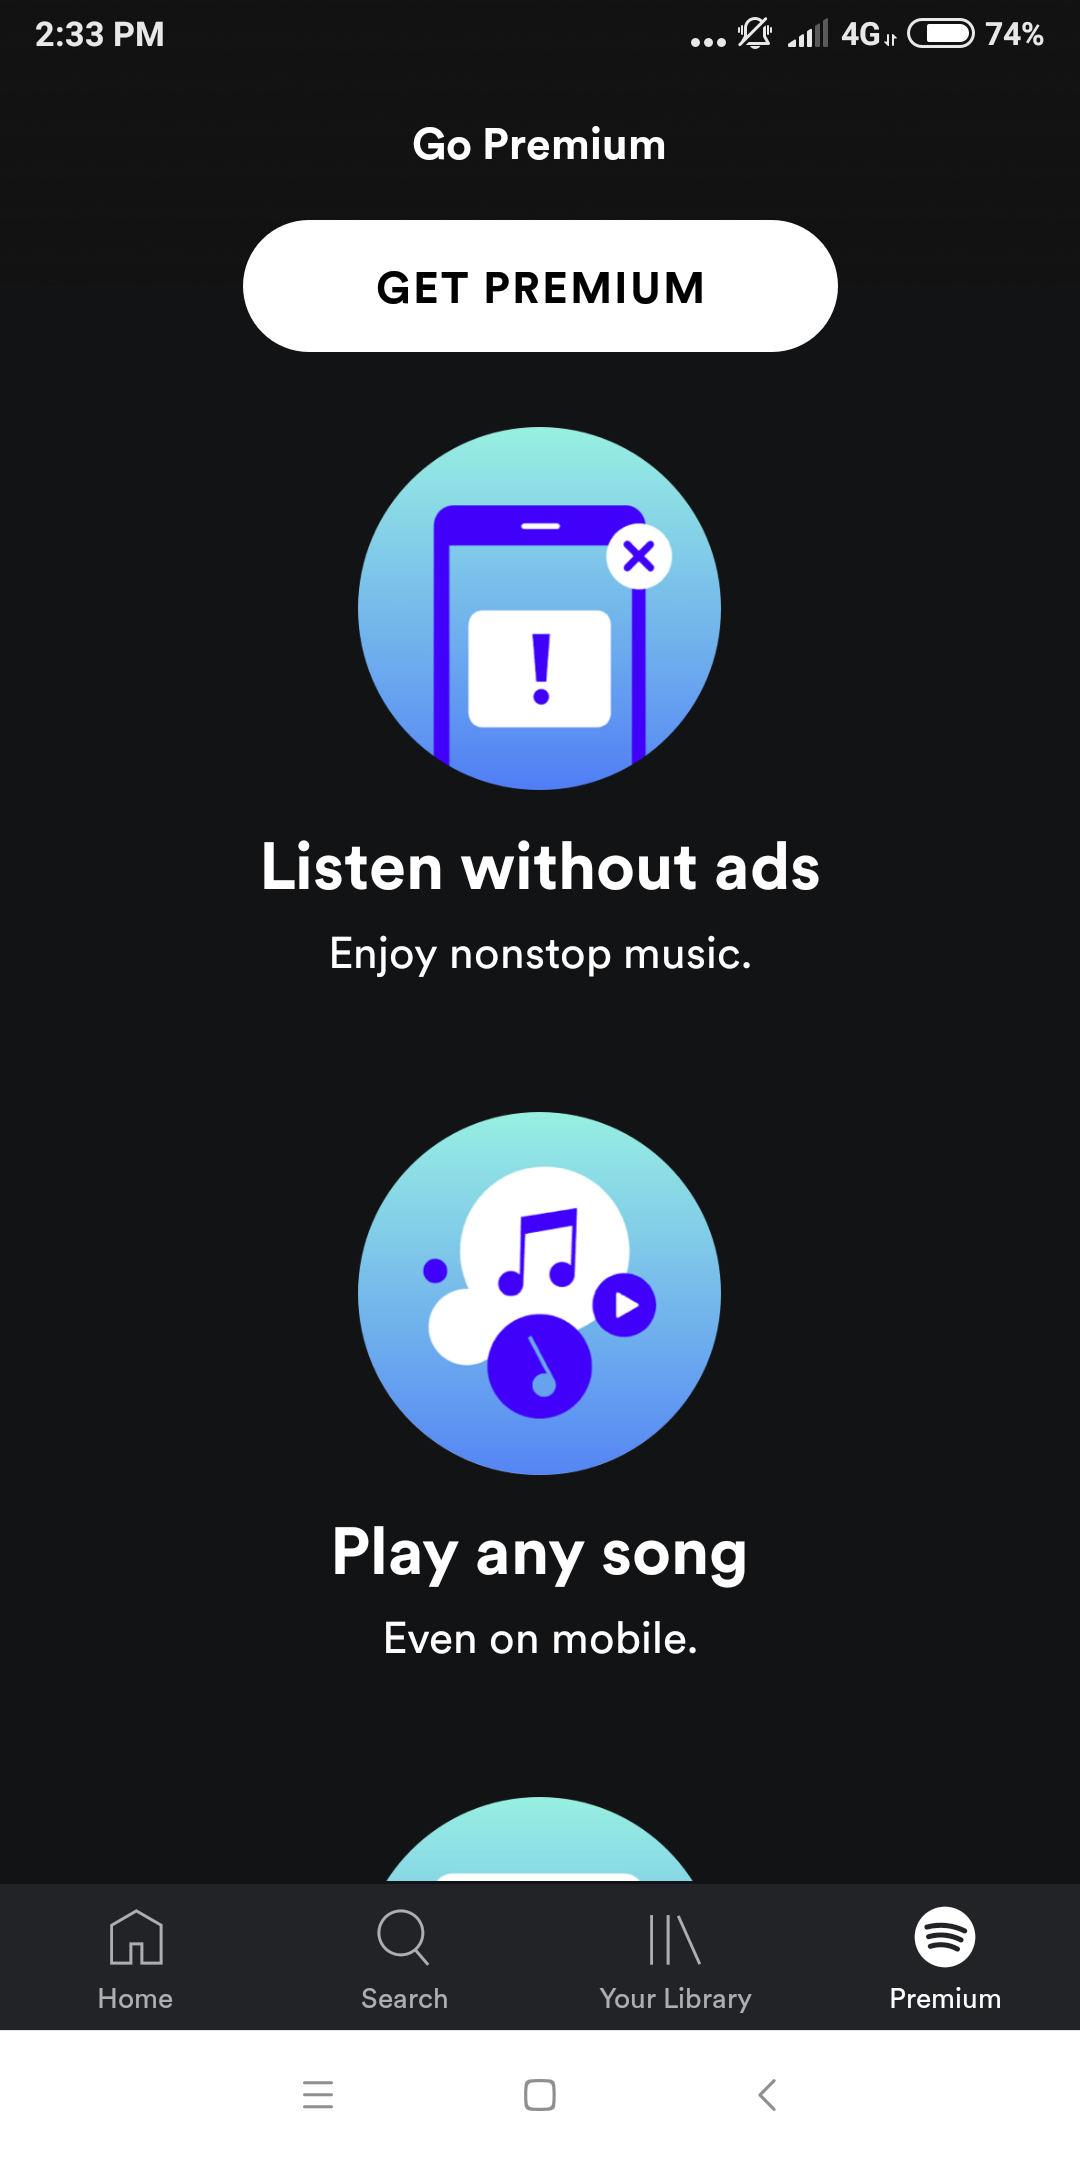 2:33 PM
4G 74%
Go Premium
GET PREMIUM
!
Listen without ads
Enjoy nonstop music.
Play any song
Even on mobile.
Home Search Your Library Premium